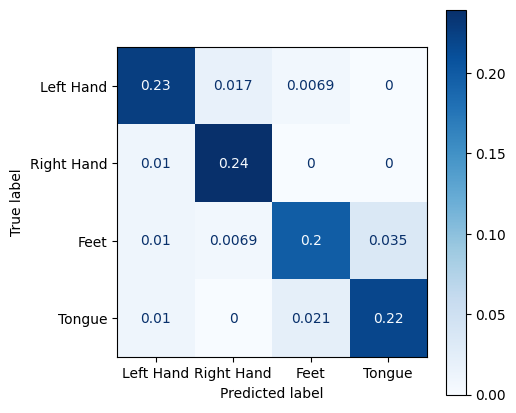 Left Hand 0.23 0.017 0.0069 0
Right Hand 0.01 0.24 0 0
Feet 0.01 0.0069 0.2 0.035
Tongue 0.01 0 0.021 0.22
Left Hand Right Hand Feet Tongue
Predicted label
True label
0.20
0.15
0.10
0.05
0.00